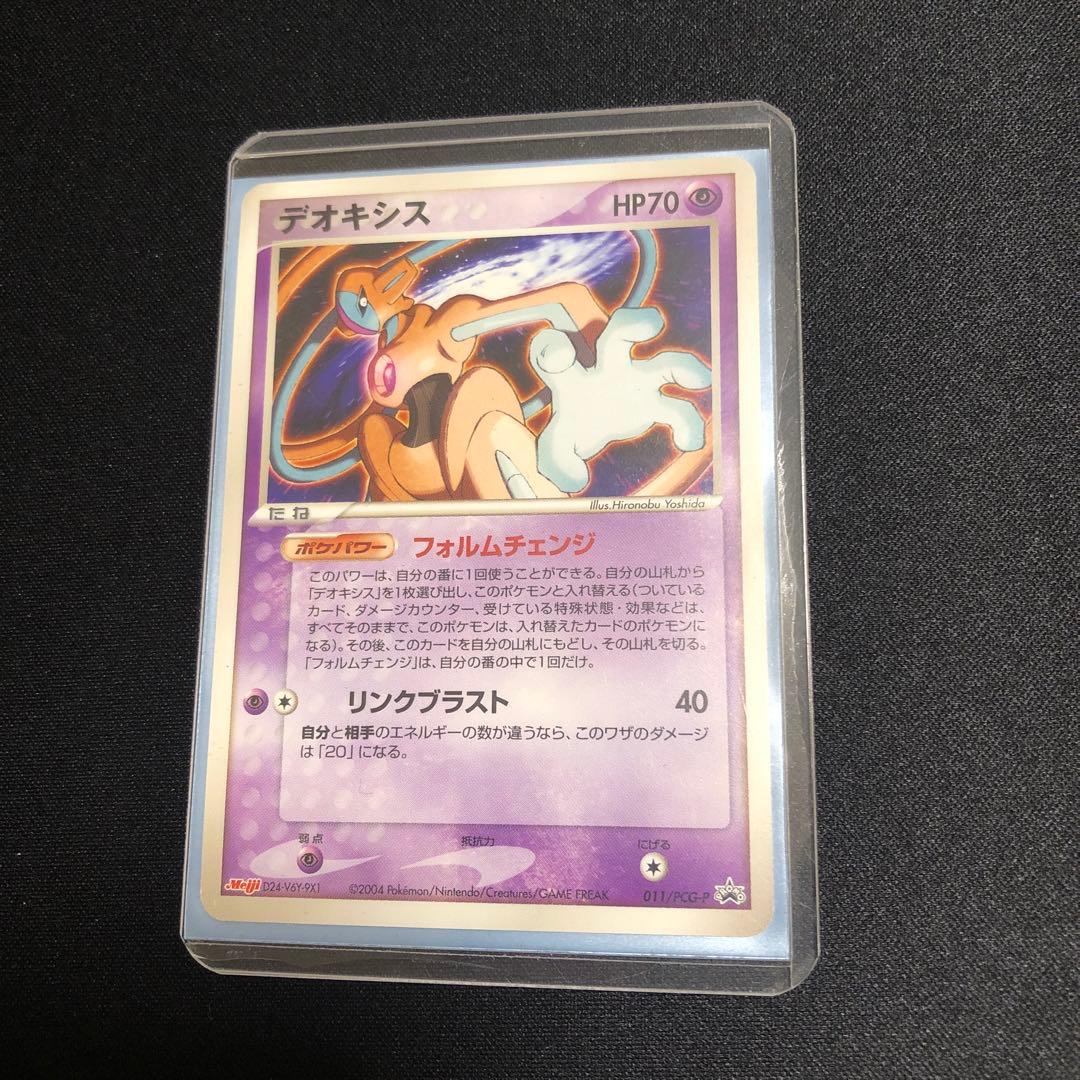 デオキシス HP70
Illus.Hironobu Yoshida
たね
ポケパワー フォルムチェンジ
このパワーは、自分の番に1回使うことができる。自分の山札から
「デオキシス」を1枚選び出し、このポケモンと入れ替える(ついている
カード、ダメージカウンター、受けている特殊状態・効果などは、
すべてそのままで、このポケモンは、入れ替えたカードのポケモンに
なる)。その後、このカードを自分の山札にもどし、その山札を切る。
「フォルムチェンジ」は、自分の番の中で1回だけ。
リンクブラスト 40
自分と相手のエネルギーの数が違うなら、このワザのダメージ
は「20」になる。
弱点 抵抗力 にげる
Meiji D24-V6Y-9X1 ©2004 Pokémon/Nintendo/Creatures/GAME FREAK 011/PCG-P PROMO